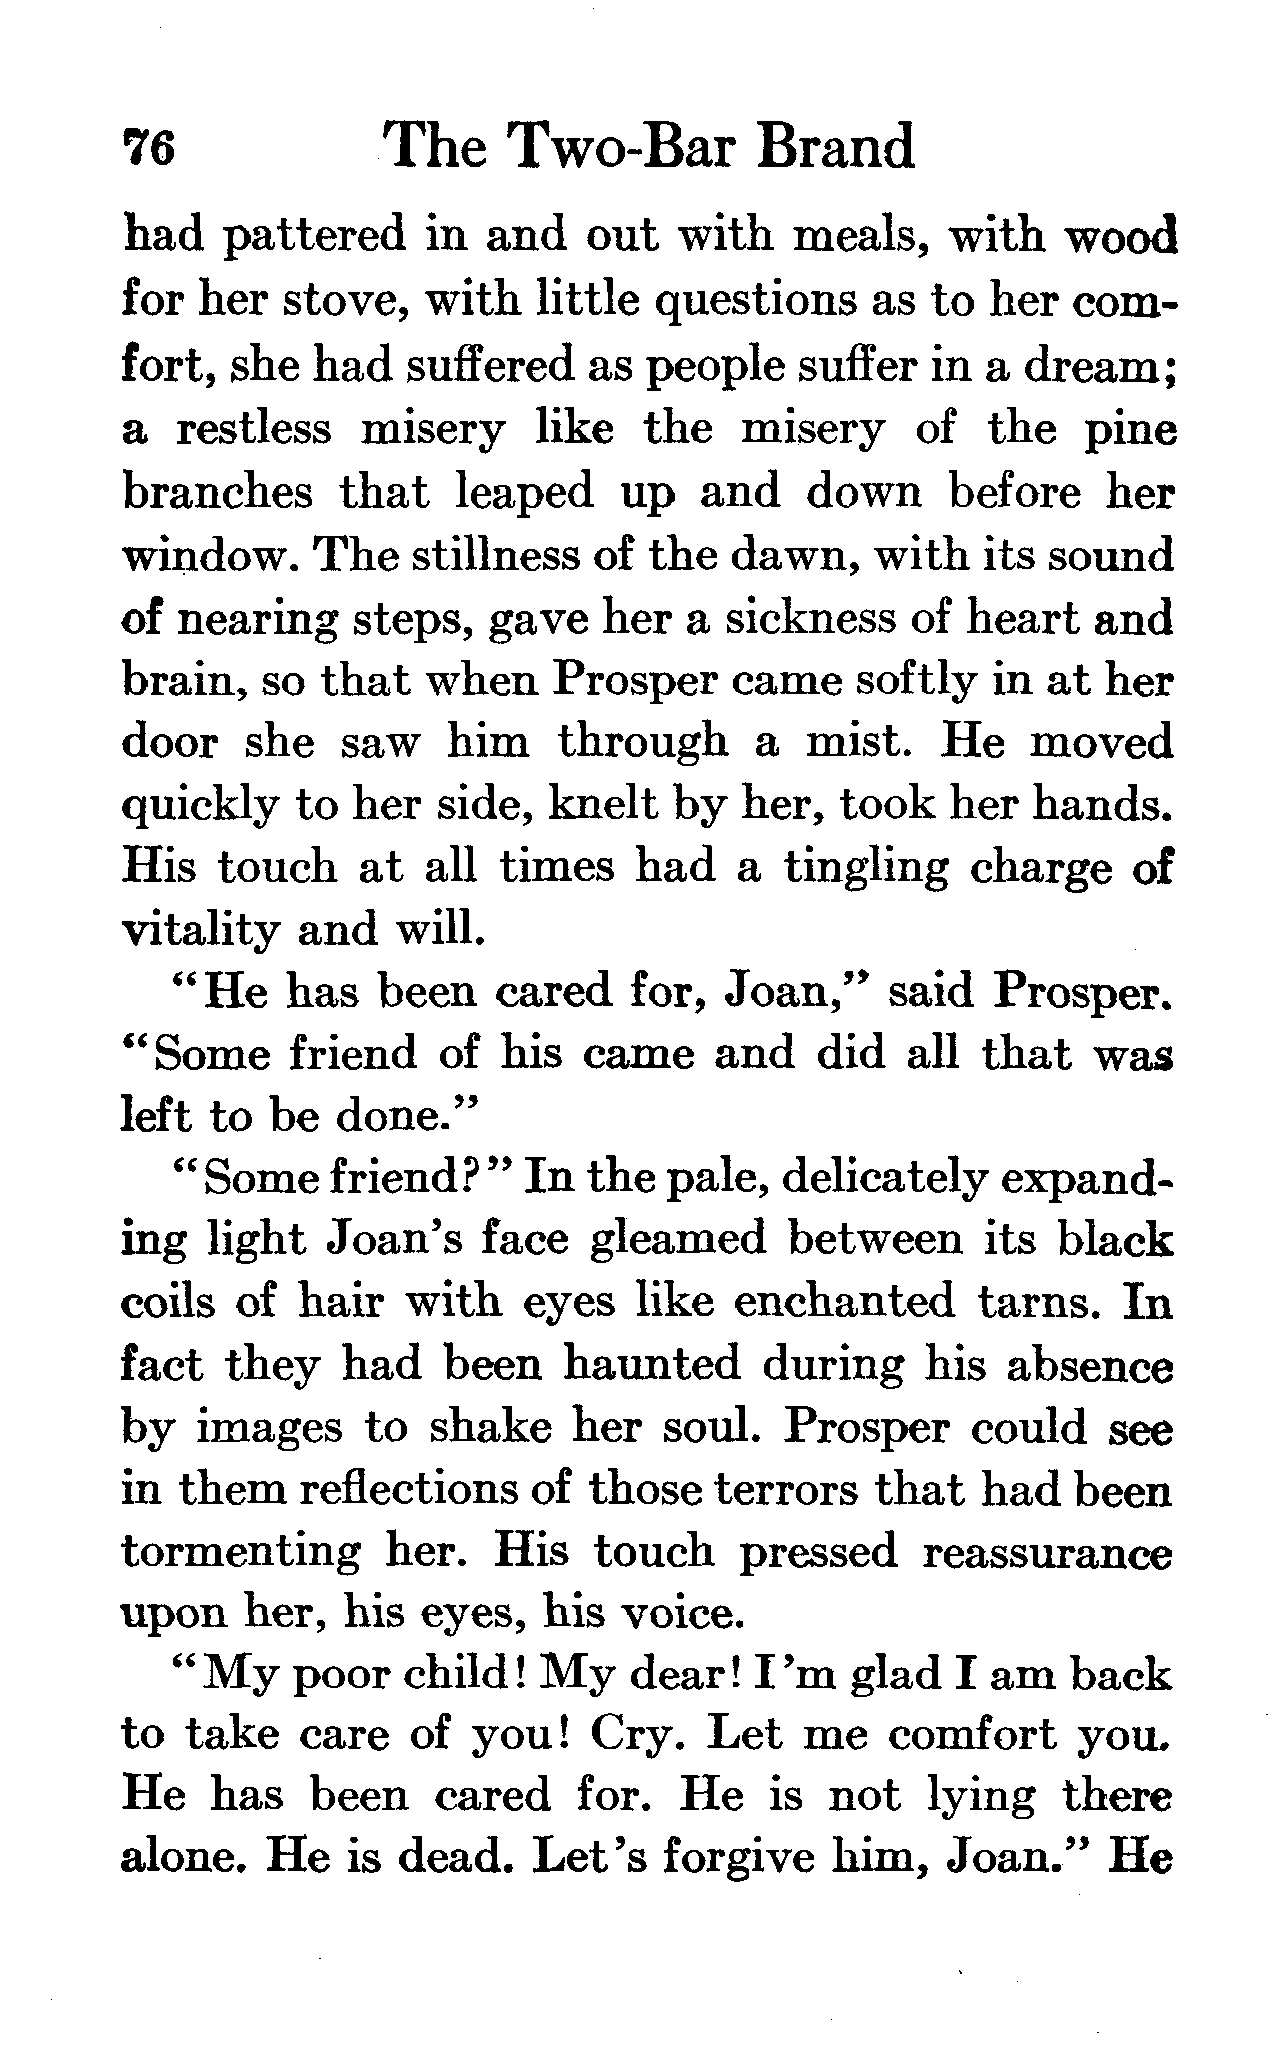 76 The Two-Bar Brand
had pattered in and out with meals, with wood
for her stove, with little questions as to her com-
fort, she had suffered as people suffer in a dream;
a restless misery like the misery of the pine
branches that leaped up and down before her
window. The stillness of the dawn, with its sound
of nearing steps, gave her a sickness of heart and
brain, so that when Prosper came softly in at her
door she saw him through a mist. He moved
quickly to her side, knelt by her, took her hands.
His touch at all times had a tingling charge of
vitality and will.
“He has been cared for, Joan,” said Prosper.
“Some friend of his came and did all that was
left to be done.”
“Some friend?” In the pale, delicately expand-
ing light Joan’s face gleamed between its black
coils of hair with eyes like enchanted tarns. In
fact they had been haunted during his absence
by images to shake her soul. Prosper could see
in them reflections of those terrors that had been
tormenting her. His touch pressed reassurance
upon her, his eyes, his voice.
“My poor child! My dear! I’m glad I am back
to take care of you! Cry. Let me comfort you.
He has been cared for. He is not lying there
alone. He is dead. Let’s forgive him, Joan.” He